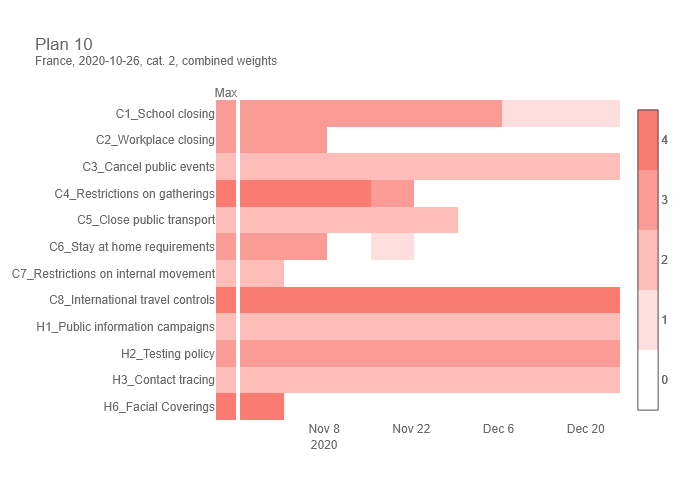 Plan 10
France, 2020-10-26, cat. 2, combined weights
Max
C1_School closing
C2_Workplace closing
C3_Cancel public events
C4_Restrictions on gatherings
C5_Close public transport
C6_Stay at home requirements
C7_Restrictions on internal movement
C8_International travel controls
H1_Public information campaigns
H2_Testing policy
H3_Contact tracing
H6_Facial Coverings
Nov 8 Nov 22 Dec 6 Dec 20
2020
4
3
2
1
0